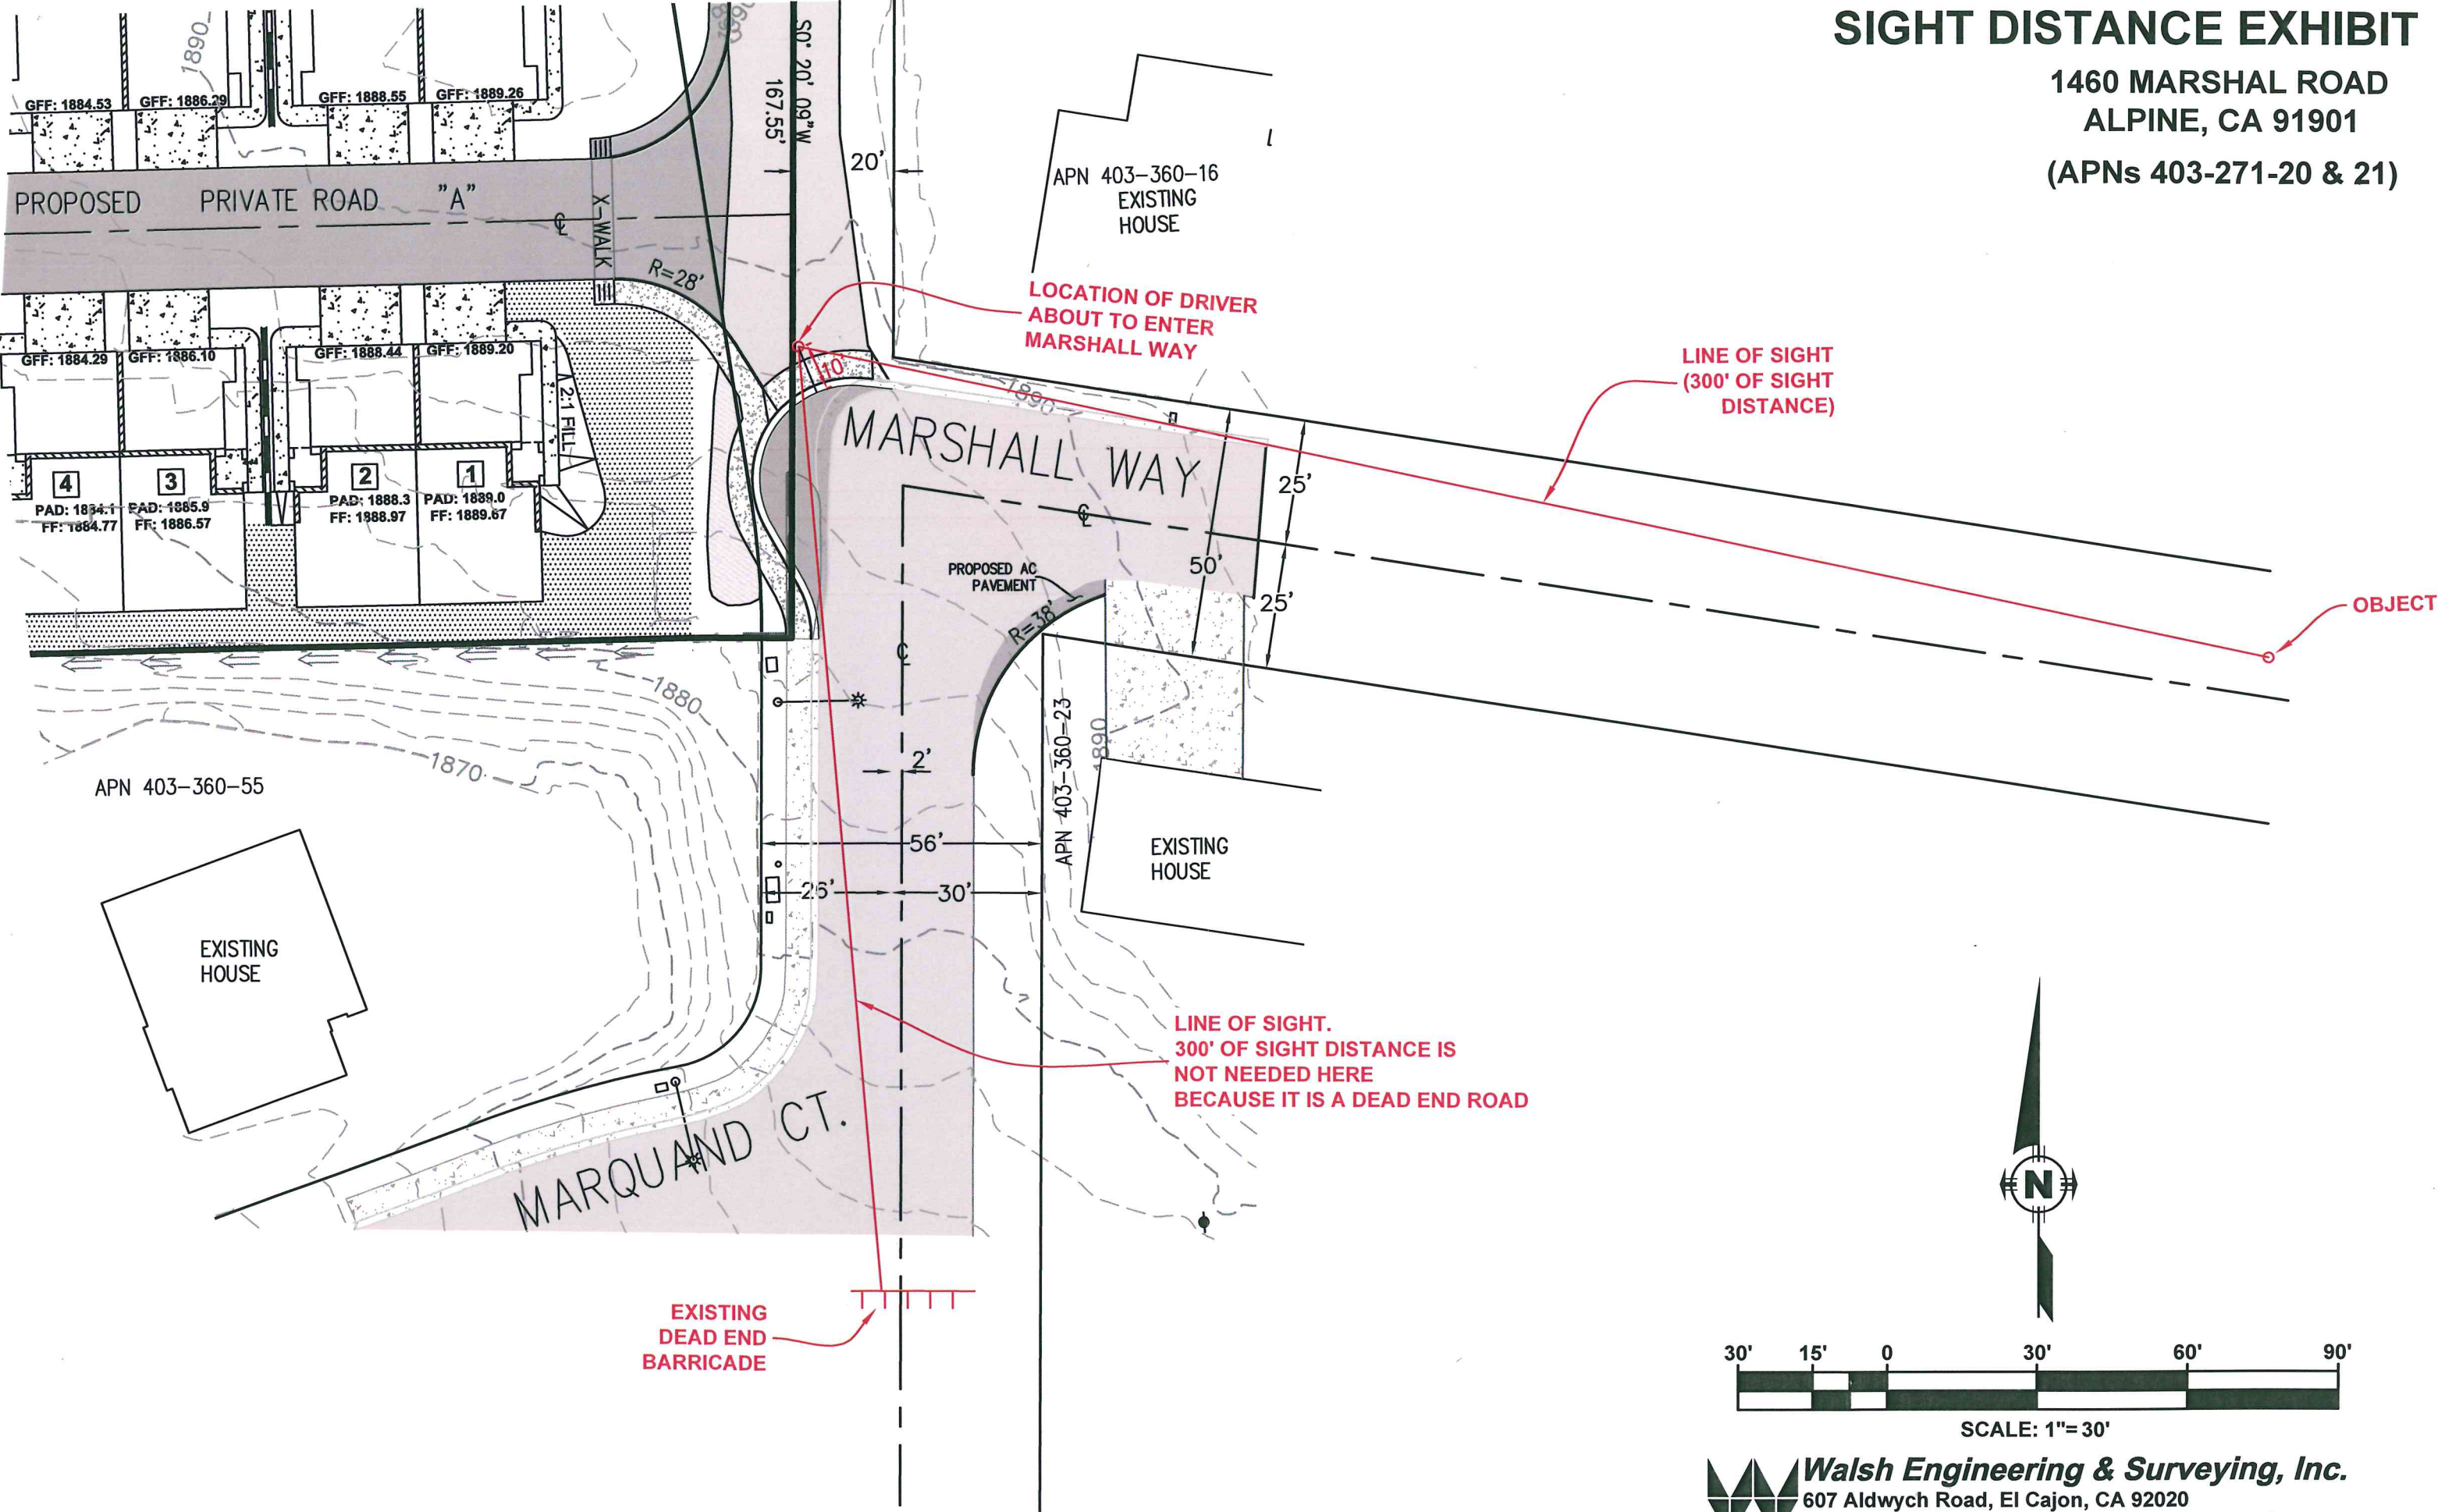 SIGHT DISTANCE EXHIBIT
1460 MARSHAL ROAD
ALPINE, CA 91901
(APNs 403-271-20 & 21)
1890
S0° 20' 09"W
167.55'
20'
GFF: 1884.53
GFF: 1886.29
GFF: 1888.55
GFF: 1889.26
PROPOSED PRIVATE ROAD "A"
X-WALK
R=28'
APN 403-360-16
EXISTING
HOUSE
LOCATION OF DRIVER
ABOUT TO ENTER
MARSHALL WAY
10'
LINE OF SIGHT
(300' OF SIGHT
DISTANCE)
GFF: 1884.29
GFF: 1886.10
GFF: 1888.44
GFF: 1889.20
2:1 FILL
1890
MARSHALL WAY
4
PAD: 1884.1
FF: 1884.77
3
PAD: 1885.9
FF: 1886.57
2
PAD: 1888.3
FF: 1888.97
1
PAD: 1889.0
FF: 1889.67
25'
50'
25'
PROPOSED AC
PAVEMENT
R=38'
OBJECT
1880
1870
2'
APN 403-360-23
1890
APN 403-360-55
56'
26'
30'
EXISTING
HOUSE
EXISTING
HOUSE
LINE OF SIGHT.
300' OF SIGHT DISTANCE IS
NOT NEEDED HERE
BECAUSE IT IS A DEAD END ROAD
MARQUAND CT.
EXISTING
DEAD END
BARRICADE
N
30' 15' 0 30' 60' 90'
SCALE: 1"=30'
Walsh Engineering & Surveying, Inc.
607 Aldwych Road, El Cajon, CA 92020